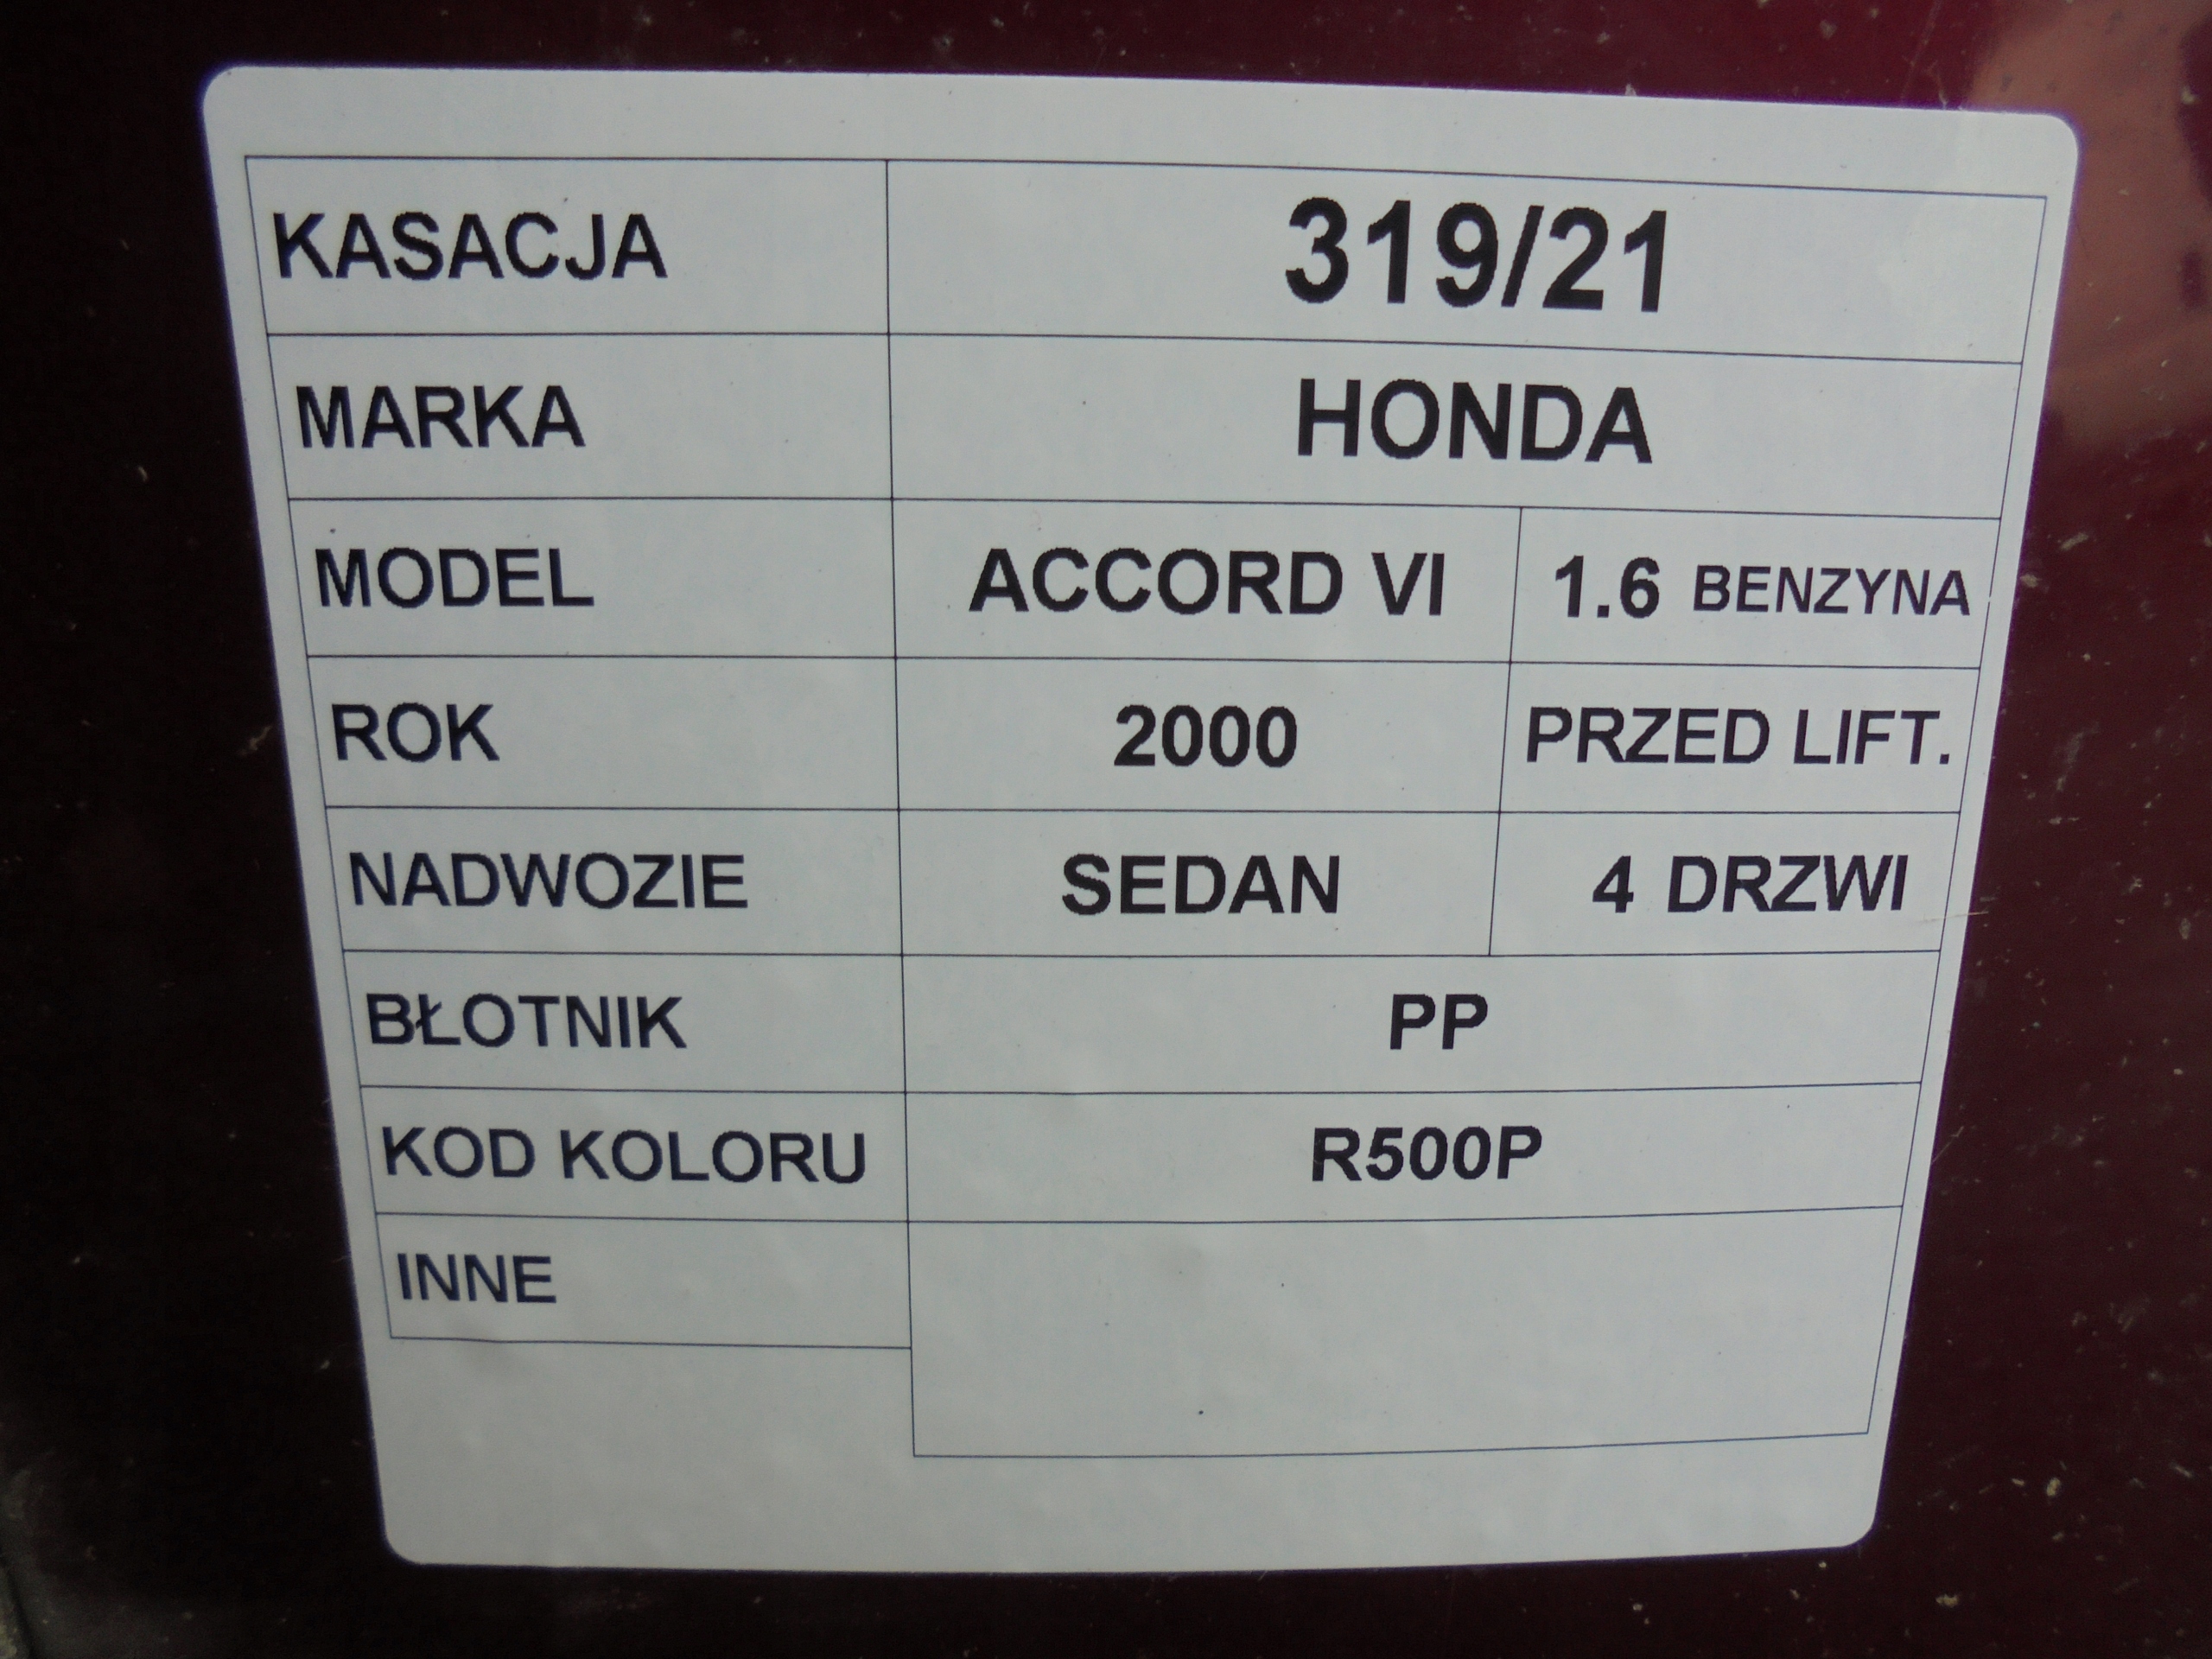 KASACJA 319/21
MARKA HONDA
MODEL ACCORD VI 1.6 BENZYNA
ROK 2000 PRZED LIFT.
NADWOZIE SEDAN 4 DRZWI
BŁOTNIK PP
KOD KOLORU R500P
INNE